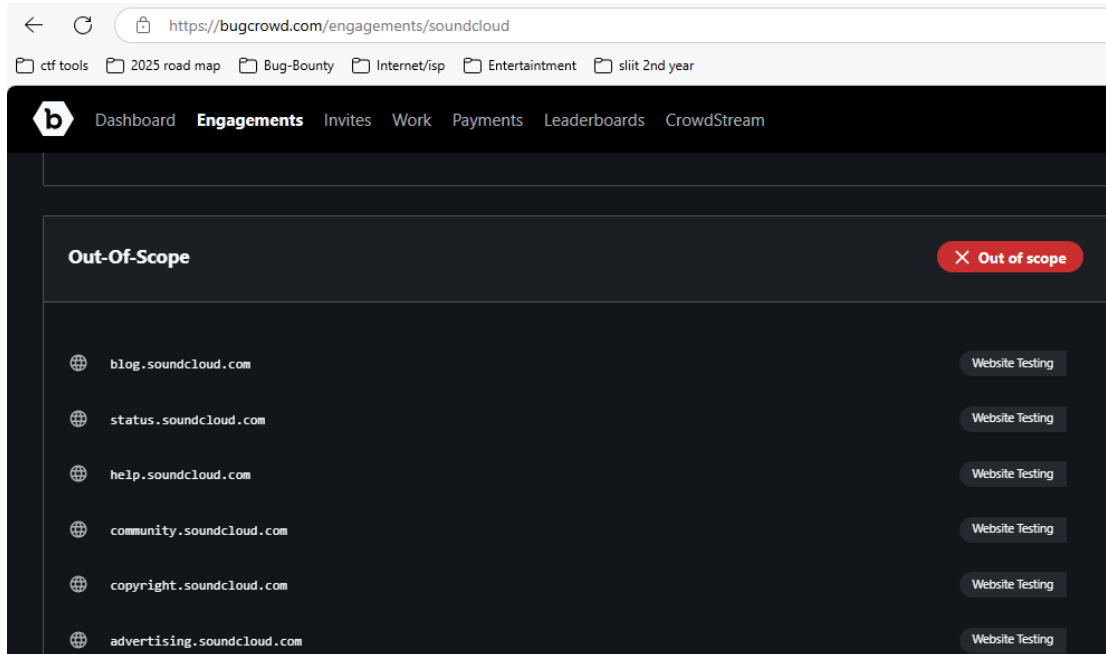 https://bugcrowd.com/engagements/soundcloud
ctf tools 2025 road map Bug-Bounty Internet/isp Entertaintment sliit 2nd year
b Dashboard Engagements Invites Work Payments Leaderboards CrowdStream
Out-Of-Scope Out of scope
blog.soundcloud.com Website Testing
status.soundcloud.com Website Testing
help.soundcloud.com Website Testing
community.soundcloud.com Website Testing
copyright.soundcloud.com Website Testing
advertising.soundcloud.com Website Testing